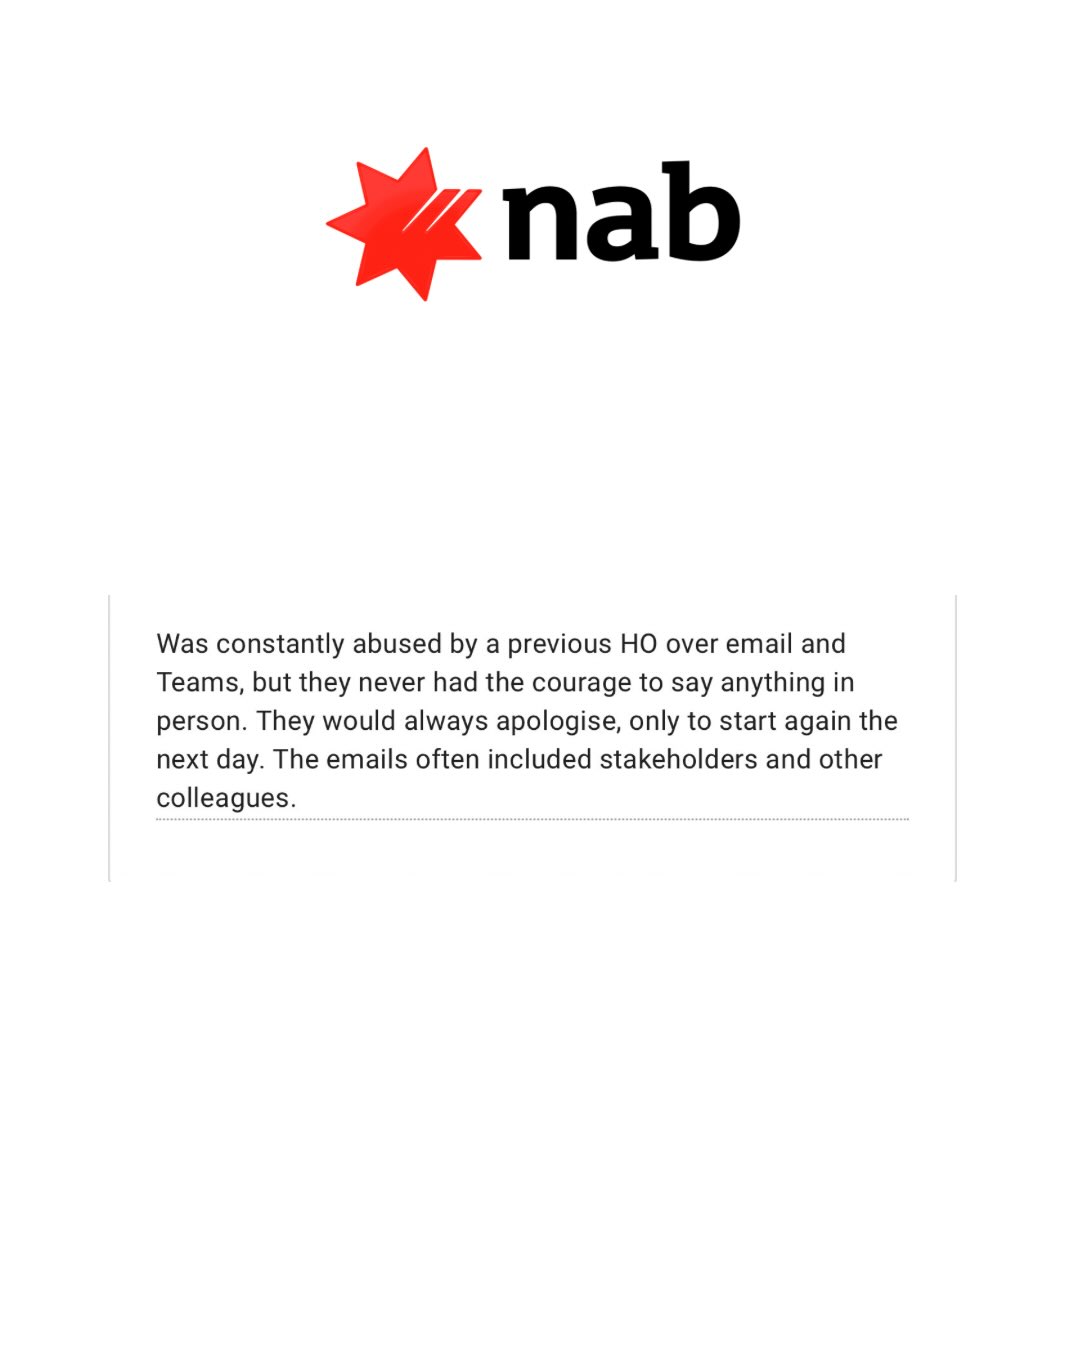 nab
Was constantly abused by a previous HO over email and
Teams, but they never had the courage to say anything in
person. They would always apologise, only to start again the
next day. The emails often included stakeholders and other
colleagues.